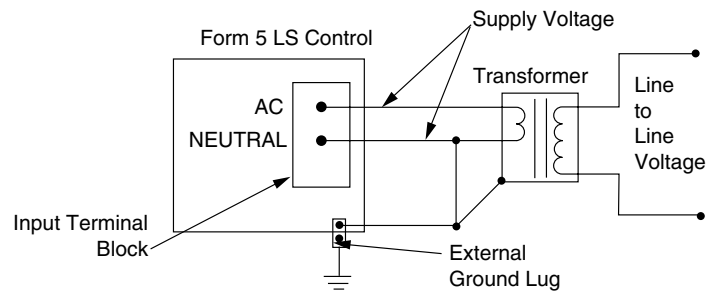 Supply Voltage
Form 5 LS Control
Transformer
Line
to
Line
Voltage
AC
NEUTRAL
Input Terminal
Block
External
Ground Lug